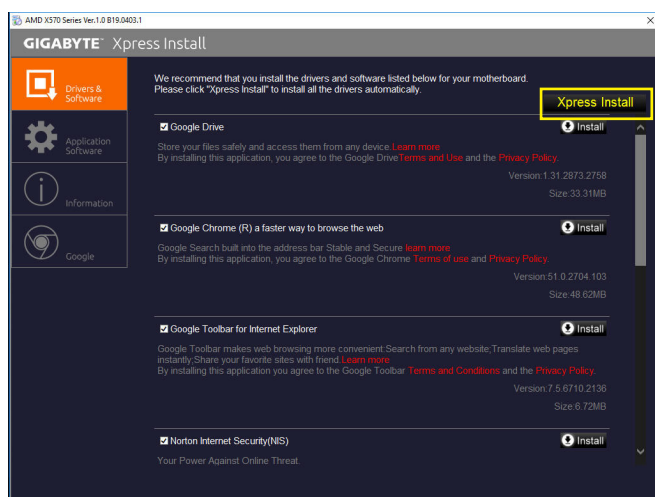 AMD X570 Series Ver.1.0 B19.0403.1
GIGABYTE™ Xpress Install
Drivers &
Software
Application
Software
Information
Google
We recommend that you install the drivers and software listed below for your motherboard.
Please click "Xpress Install" to install all the drivers automatically.
Xpress Install
Google Drive
Install
Store your files safely and access them from any device.Learn more
By installing this application, you agree to the Google DriveTerms and Use and the Privacy Policy.
Version:1.31.2873.2758
Size:33.31MB
Google Chrome (R) a faster way to browse the web
Install
Google Search built into the address bar Stable and Secure learn more
By installing this application, you agree to the Google Chrome Terms of use and Privacy Policy.
Version:51.0.2704.103
Size:48.62MB
Google Toolbar for Internet Explorer
Install
Google Toolbar makes web browsing more convenient:Search from any website;Translate web pages
instantly;Share your favorite sites with friend.Learn more
By installing this application you agree to the Google Toolbar Terms and Conditions and the Privacy Policy.
Version:7.5.6710.2136
Size:6.72MB
Norton Internet Security(NIS)
Install
Your Power Against Online Threat.